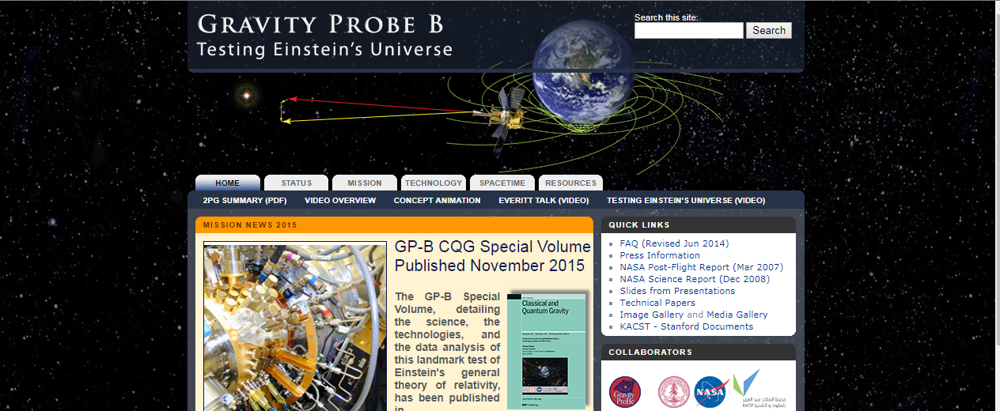 GRAVITY PROBE B
Testing Einstein's Universe
Search this site:
Search
HOME
STATUS
MISSION
TECHNOLOGY
SPACETIME
RESOURCES
2PG SUMMARY (PDF)
VIDEO OVERVIEW
CONCEPT ANIMATION
EVERITT TALK (VIDEO)
TESTING EINSTEIN'S UNIVERSE (VIDEO)
MISSION NEWS 2015
GP-B CQG Special Volume
Published November 2015
The GP-B Special
Volume, detailing
the science, the
technologies, and
the data analysis of
this landmark test of
Einstein's general
theory of relativity,
has been published
in
Classical and
Quantum Gravity
QUICK LINKS
FAQ (Revised Jun 2014)
Press Information
NASA Post-Flight Report (Mar 2007)
NASA Science Report (Dec 2008)
Slides from Presentations
Technical Papers
Image Gallery and Media Gallery
KACST - Stanford Documents
COLLABORATORS
Gravity
Probe B
NASA
مدينة الملك عبدالعزيز
للعلوم و التقنية KACST